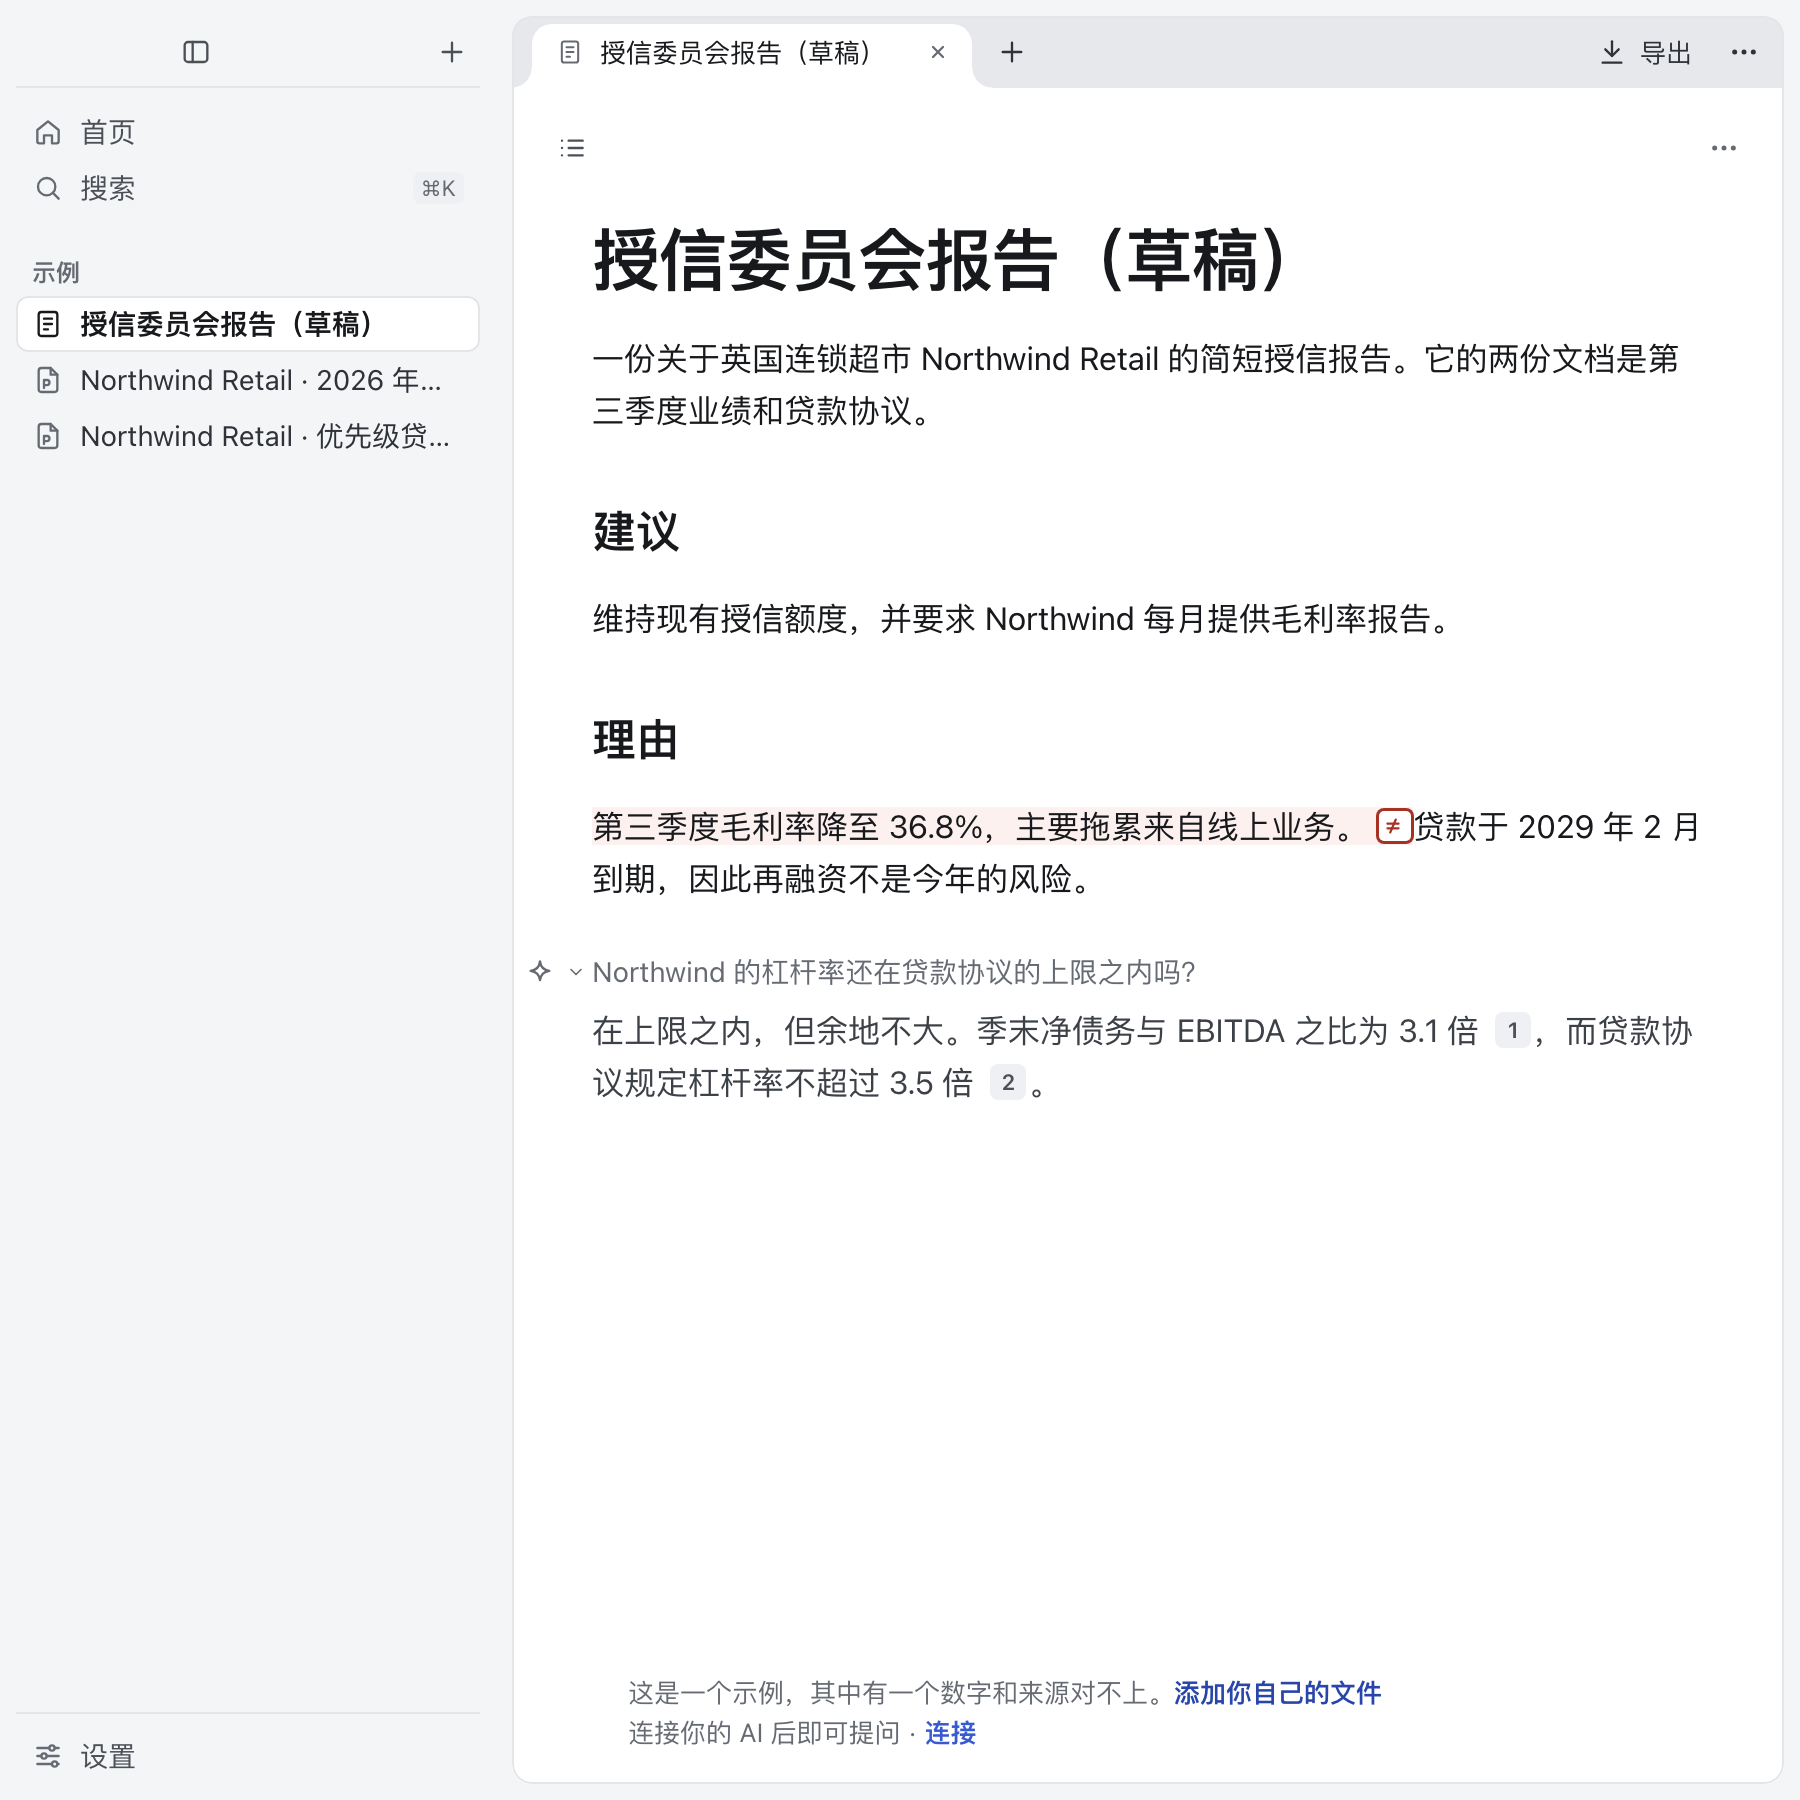 授信委员会报告（草稿）
导出
首页
搜索
⌘K
示例
授信委员会报告（草稿）
Northwind Retail · 2026 年...
Northwind Retail · 优先级贷...
设置
授信委员会报告（草稿）
一份关于英国连锁超市 Northwind Retail 的简短授信报告。它的两份文档是第
三季度业绩和贷款协议。
建议
维持现有授信额度，并要求 Northwind 每月提供毛利率报告。
理由
第三季度毛利率降至 36.8%，主要拖累来自线上业务。 ≠ 贷款于 2029 年 2 月
到期，因此再融资不是今年的风险。
Northwind 的杠杆率还在贷款协议的上限之内吗？
在上限之内，但余地不大。季末净债务与 EBITDA 之比为 3.1 倍 1，而贷款协
议规定杠杆率不超过 3.5 倍 2。
这是一个示例，其中有一个数字和来源对不上。添加你自己的文件
连接你的 AI 后即可提问 · 连接